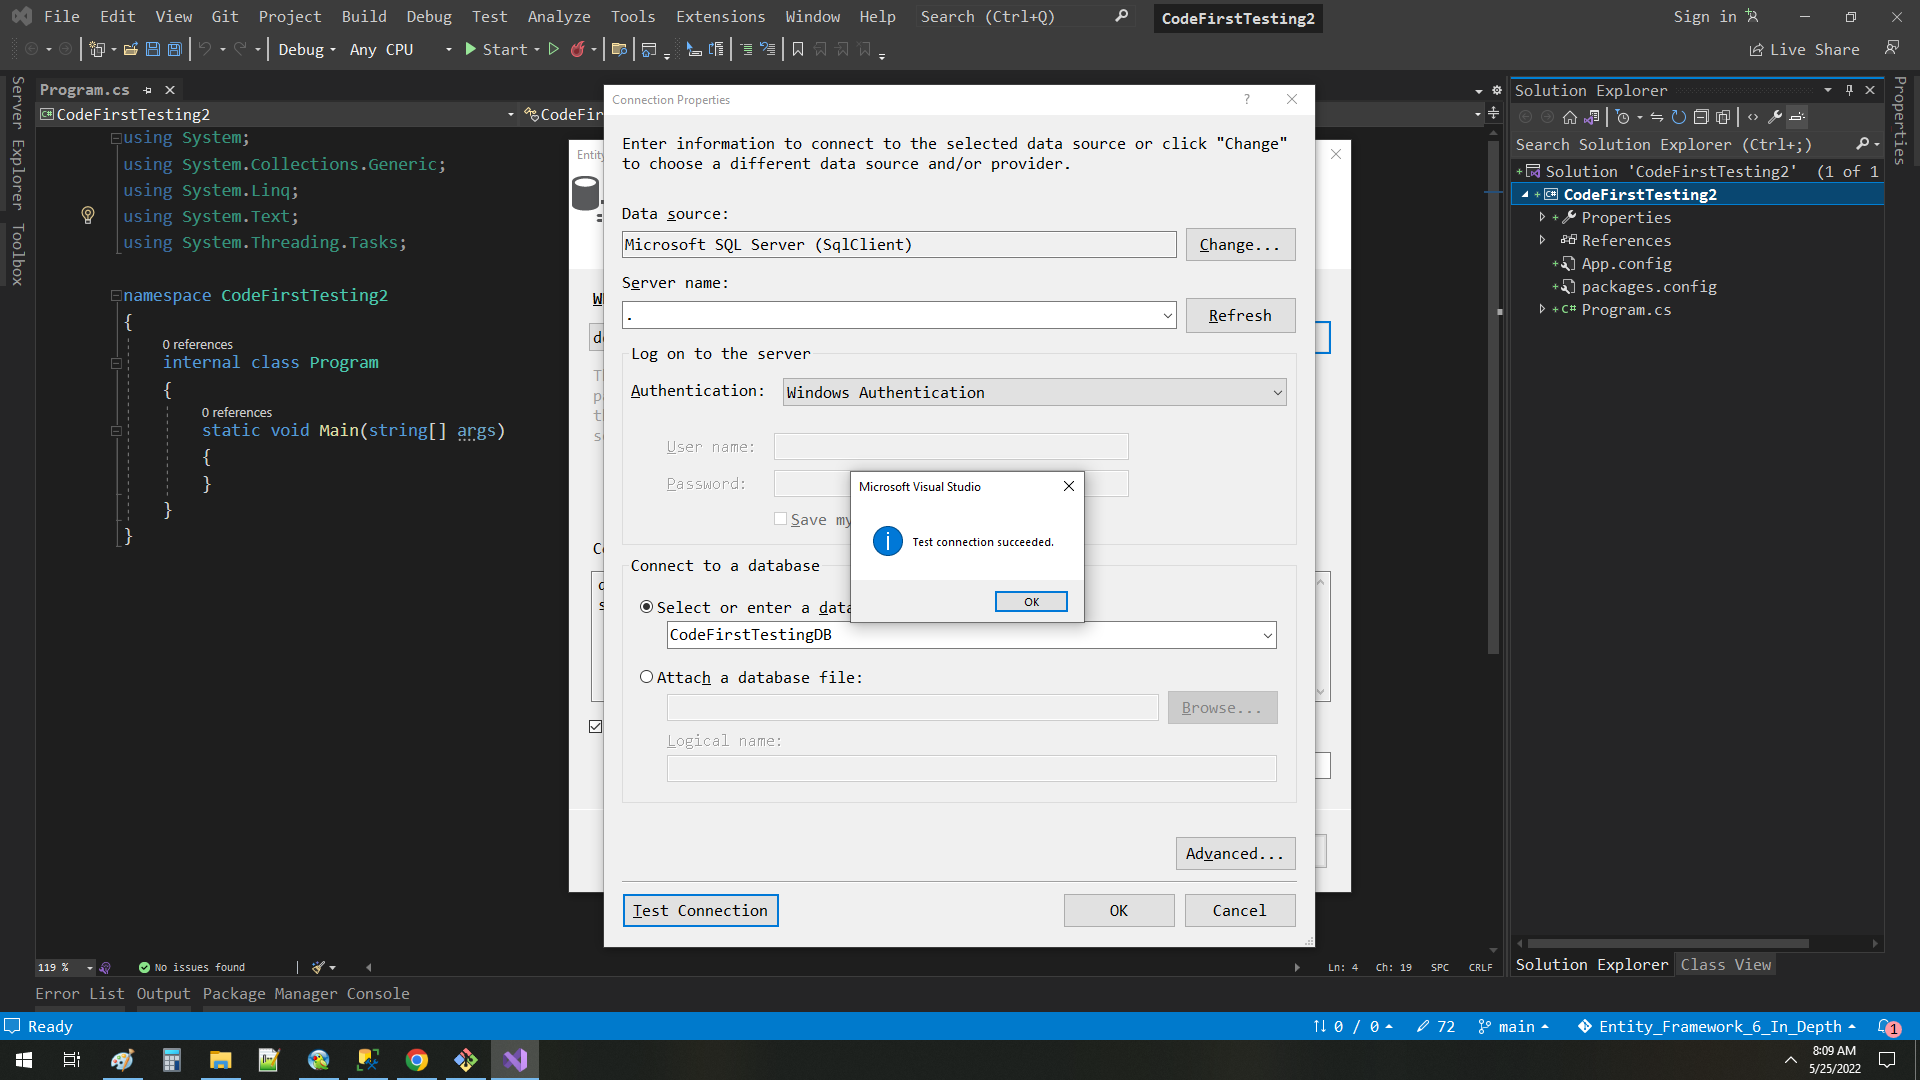 File Edit View Git Project Build Debug Test Analyze Tools Extensions Window Help Search (Ctrl+Q) CodeFirstTesting2 Sign in
Debug Any CPU Start Live Share
Server Explorer
Toolbox
Program.cs
CodeFirstTesting2
CodeFir
using System;
using System.Collections.Generic;
using System.Linq;
using System.Text;
using System.Threading.Tasks;
namespace CodeFirstTesting2
{
0 references
internal class Program
{
0 references
static void Main(string[] args)
{
}
}
}
Entity
Connection Properties
?
Enter information to connect to the selected data source or click "Change"
to choose a different data source and/or provider.
Data source:
Microsoft SQL Server (SqlClient)
Change...
Server name:
.
Refresh
Log on to the server
Authentication:
Windows Authentication
User name:
Password:
Save my
Microsoft Visual Studio
Test connection succeeded.
OK
Connect to a database
Select or enter a data
CodeFirstTestingDB
Attach a database file:
Browse...
Logical name:
Advanced...
Test Connection
OK
Cancel
Solution Explorer
Search Solution Explorer (Ctrl+;)
Solution 'CodeFirstTesting2' (1 of 1
CodeFirstTesting2
Properties
References
App.config
packages.config
C# Program.cs
Solution Explorer Class View
Properties
119 % No issues found Ln: 4 Ch: 19 SPC CRLF
Error List Output Package Manager Console
Ready 0 / 0 72 main Entity_Framework_6_In_Depth 1
8:09 AM
5/25/2022